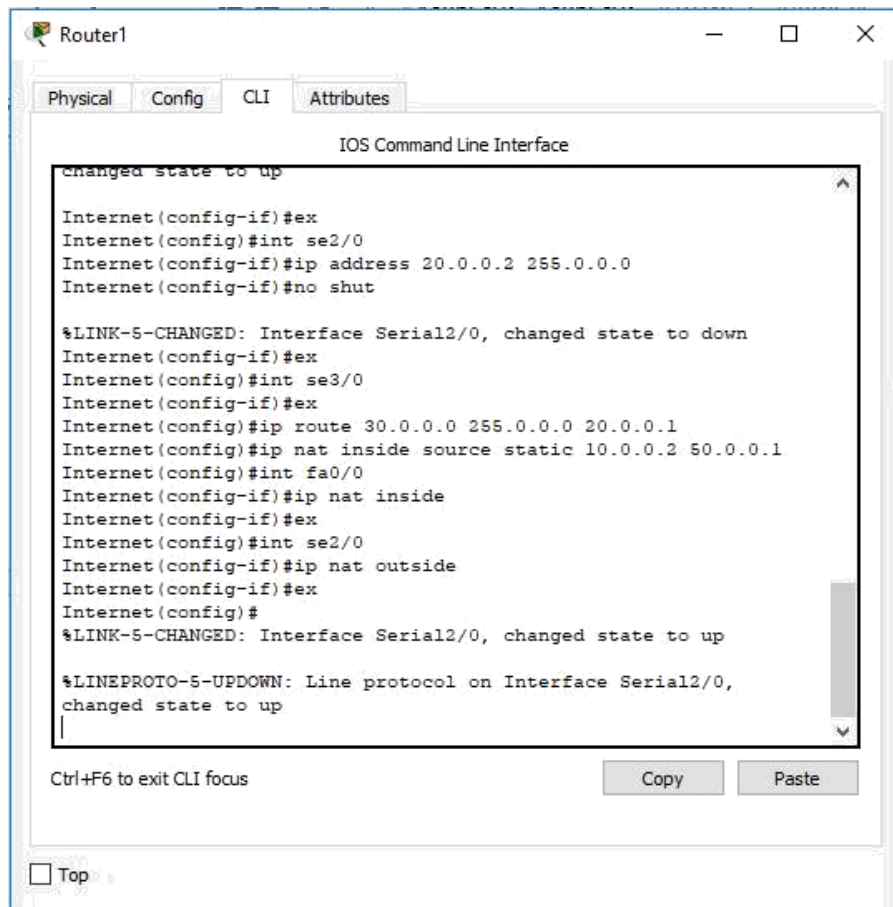 Router1
Physical Config CLI Attributes
IOS Command Line Interface
changed state to up
Internet(config-if)#ex
Internet(config)#int se2/0
Internet(config-if)#ip address 20.0.0.2 255.0.0.0
Internet(config-if)#no shut
%LINK-5-CHANGED: Interface Serial2/0, changed state to down
Internet(config-if)#ex
Internet(config)#int se3/0
Internet(config-if)#ex
Internet(config)#ip route 30.0.0.0 255.0.0.0 20.0.0.1
Internet(config)#ip nat inside source static 10.0.0.2 50.0.0.1
Internet(config)#int fa0/0
Internet(config-if)#ip nat inside
Internet(config-if)#ex
Internet(config)#int se2/0
Internet(config-if)#ip nat outside
Internet(config-if)#ex
Internet(config)#
%LINK-5-CHANGED: Interface Serial2/0, changed state to up
%LINEPROTO-5-UPDOWN: Line protocol on Interface Serial2/0,
changed state to up
Ctrl+F6 to exit CLI focus Copy Paste
Top